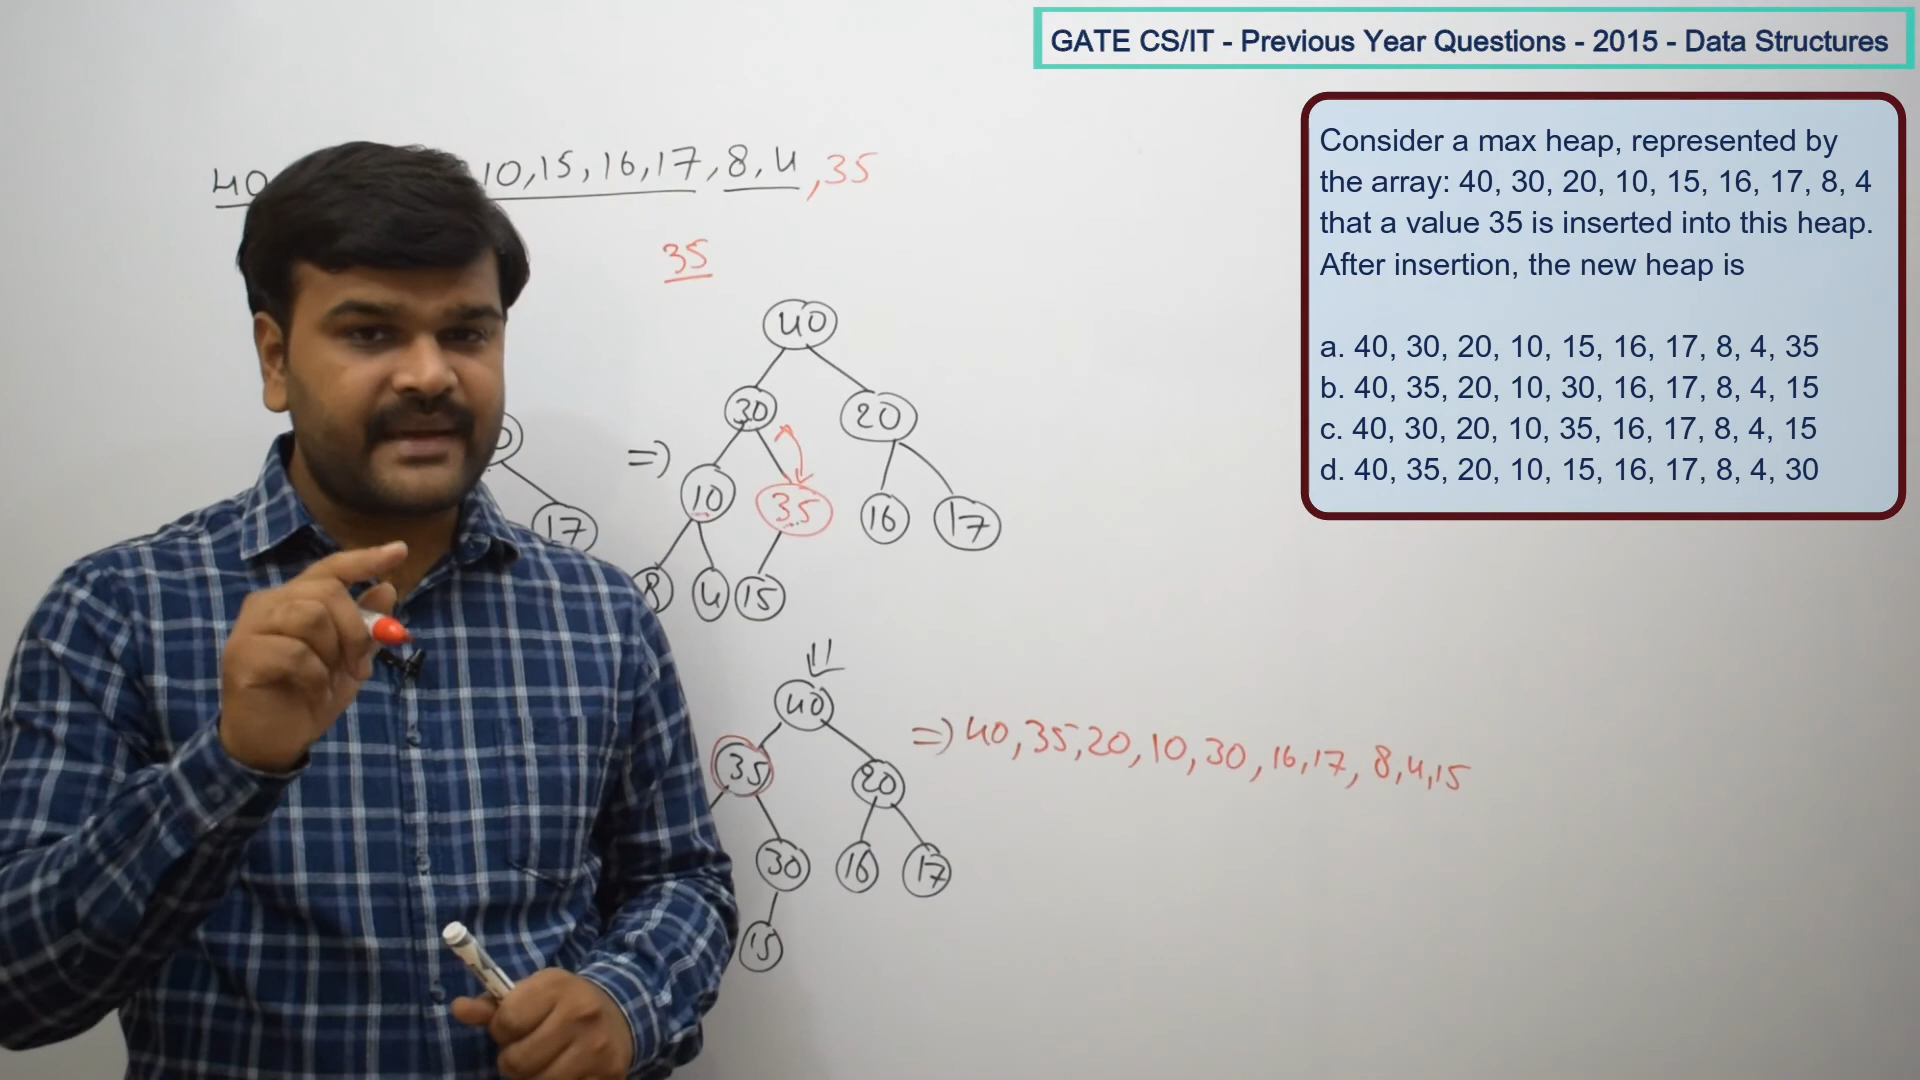 GATE CS/IT - Previous Year Questions - 2015 - Data Structures
Consider a max heap, represented by
the array: 40, 30, 20, 10, 15, 16, 17, 8, 4
that a value 35 is inserted into this heap.
After insertion, the new heap is
a. 40, 30, 20, 10, 15, 16, 17, 8, 4, 35
b. 40, 35, 20, 10, 30, 16, 17, 8, 4, 15
c. 40, 30, 20, 10, 35, 16, 17, 8, 4, 15
d. 40, 35, 20, 10, 15, 16, 17, 8, 4, 30
40 10, 15, 16, 17, 8, 4, 35
35
40
30 20
=> 10 35 16 17
17
8 4 15
40
35 20
30 16 17
15
=> 40, 35, 20, 10, 30, 16, 17, 8, 4, 15